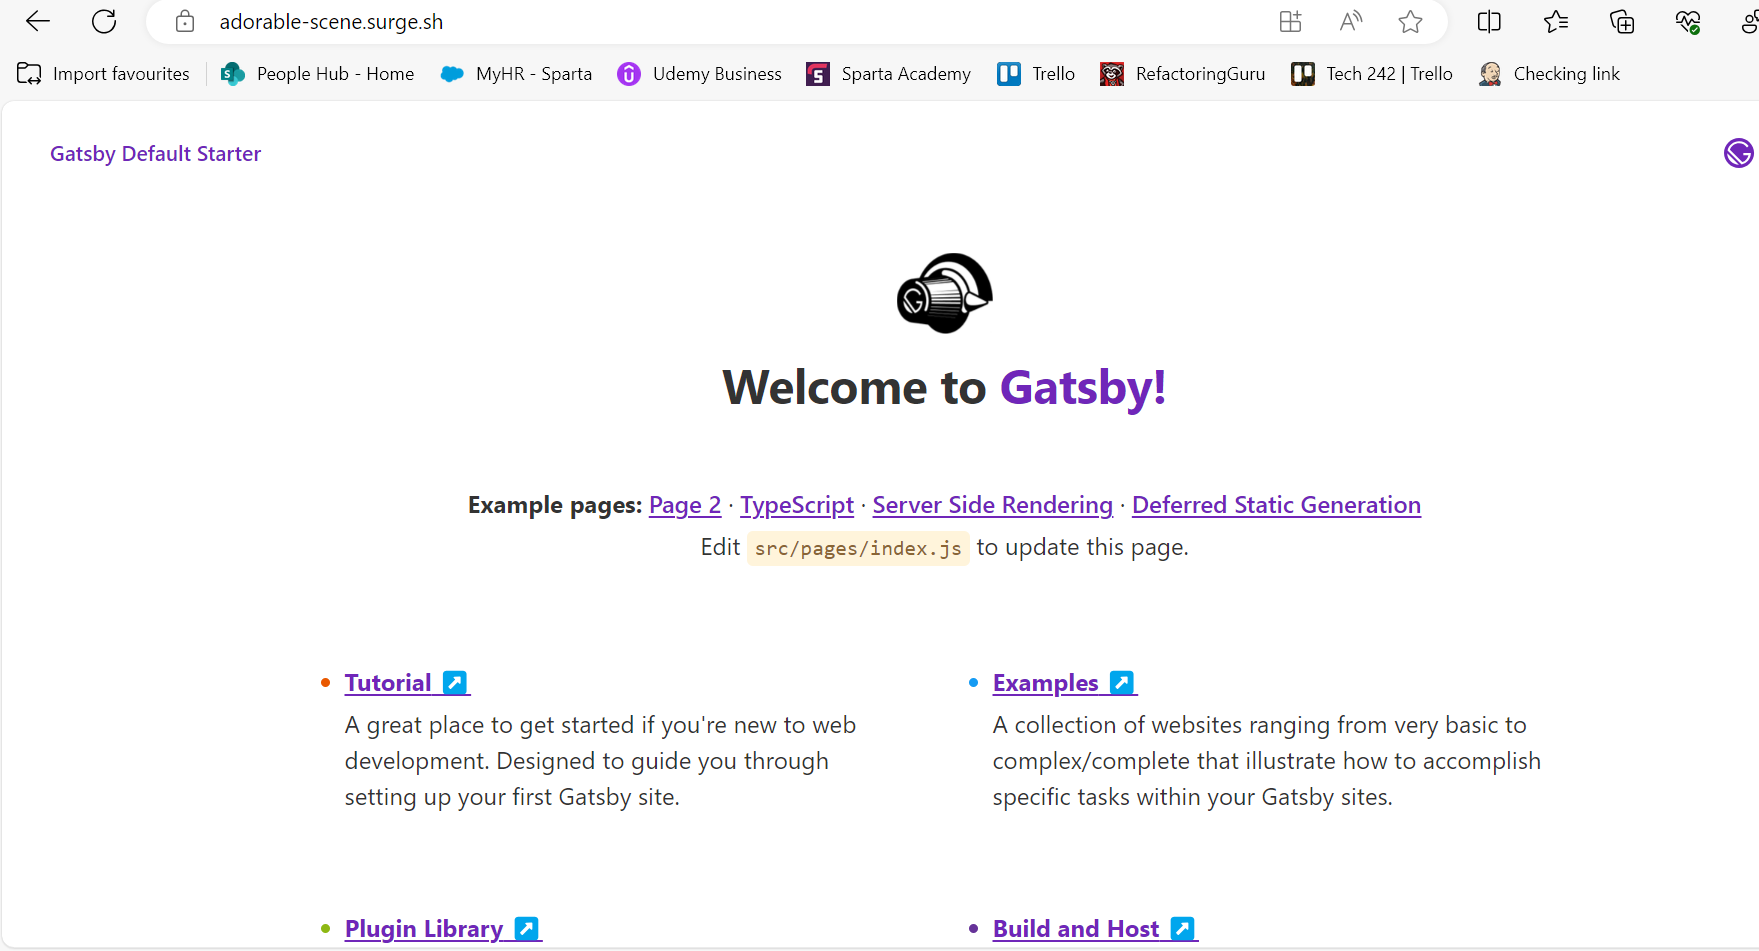 adorable-scene.surge.sh
Import favourites People Hub - Home MyHR - Sparta Udemy Business Sparta Academy Trello RefactoringGuru Tech 242 | Trello Checking link
Gatsby Default Starter
Welcome to Gatsby!
Example pages: Page 2 · TypeScript · Server Side Rendering · Deferred Static Generation
Edit src/pages/index.js to update this page.
Tutorial
A great place to get started if you're new to web
development. Designed to guide you through
setting up your first Gatsby site.
Examples
A collection of websites ranging from very basic to
complex/complete that illustrate how to accomplish
specific tasks within your Gatsby sites.
Plugin Library
Build and Host